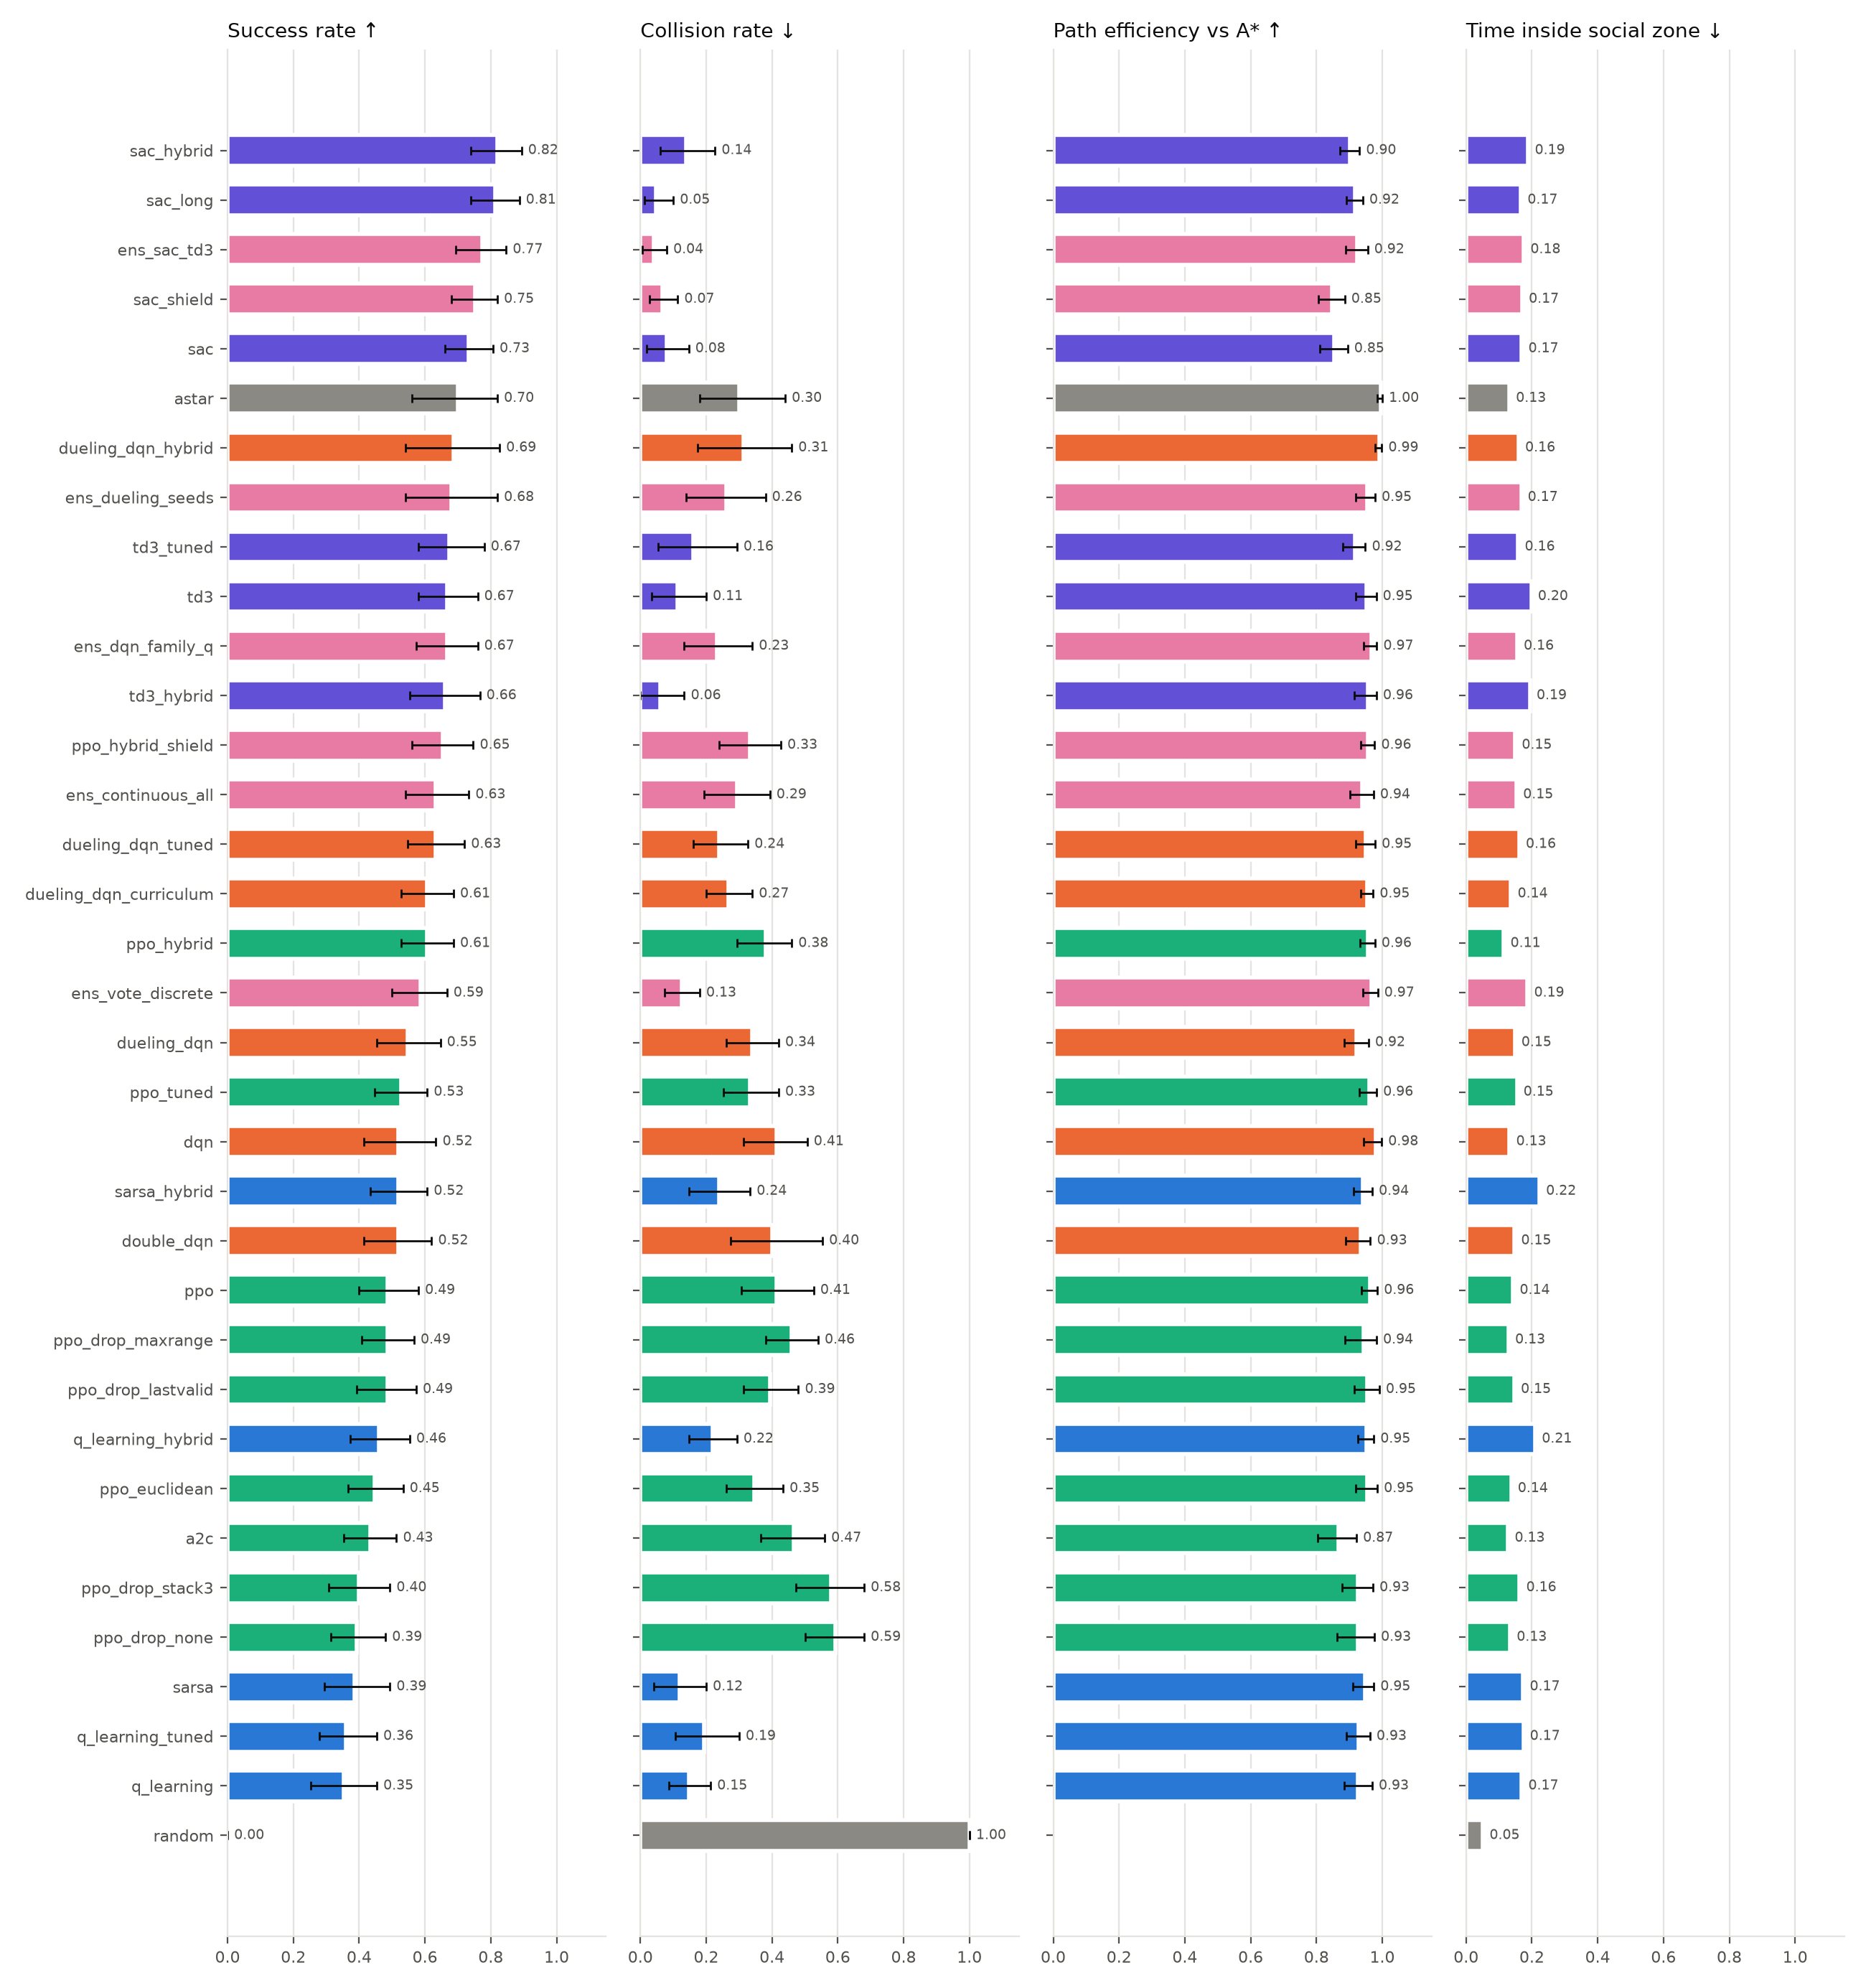 Success rate ↑ Collision rate ↓ Path efficiency vs A* ↑ Time inside social zone ↓
sac_hybrid 0.82 0.14 0.90 0.19
sac_long 0.81 0.05 0.92 0.17
ens_sac_td3 0.77 0.04 0.92 0.18
sac_shield 0.75 0.07 0.85 0.17
sac 0.73 0.08 0.85 0.17
astar 0.70 0.30 1.00 0.13
dueling_dqn_hybrid 0.69 0.31 0.99 0.16
ens_dueling_seeds 0.68 0.26 0.95 0.17
td3_tuned 0.67 0.16 0.92 0.16
td3 0.67 0.11 0.95 0.20
ens_dqn_family_q 0.67 0.23 0.97 0.16
td3_hybrid 0.66 0.06 0.96 0.19
ppo_hybrid_shield 0.65 0.33 0.96 0.15
ens_continuous_all 0.63 0.29 0.94 0.15
dueling_dqn_tuned 0.63 0.24 0.95 0.16
dueling_dqn_curriculum 0.61 0.27 0.95 0.14
ppo_hybrid 0.61 0.38 0.96 0.11
ens_vote_discrete 0.59 0.13 0.97 0.19
dueling_dqn 0.55 0.34 0.92 0.15
ppo_tuned 0.53 0.33 0.96 0.15
dqn 0.52 0.41 0.98 0.13
sarsa_hybrid 0.52 0.24 0.94 0.22
double_dqn 0.52 0.40 0.93 0.15
ppo 0.49 0.41 0.96 0.14
ppo_drop_maxrange 0.49 0.46 0.94 0.13
ppo_drop_lastvalid 0.49 0.39 0.95 0.15
q_learning_hybrid 0.46 0.22 0.95 0.21
ppo_euclidean 0.45 0.35 0.95 0.14
a2c 0.43 0.47 0.87 0.13
ppo_drop_stack3 0.40 0.58 0.93 0.16
ppo_drop_none 0.39 0.59 0.93 0.13
sarsa 0.39 0.12 0.95 0.17
q_learning_tuned 0.36 0.19 0.93 0.17
q_learning 0.35 0.15 0.93 0.17
random 0.00 1.00 0.05
0.0 0.2 0.4 0.6 0.8 1.0 0.0 0.2 0.4 0.6 0.8 1.0 0.0 0.2 0.4 0.6 0.8 1.0 0.0 0.2 0.4 0.6 0.8 1.0